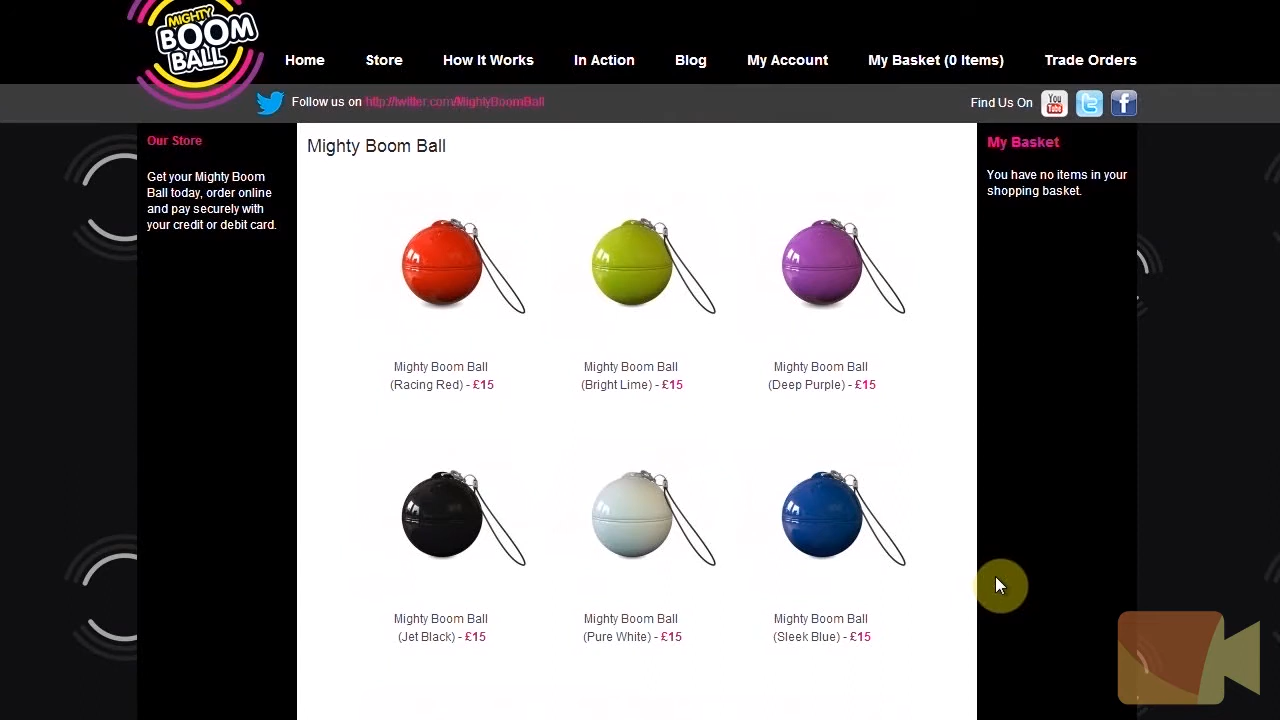 MIGHTY
BOOM
BALL
Home Store How It Works In Action Blog My Account My Basket (0 Items) Trade Orders
Follow us on http://twitter.com/MightyBoomBall
Find Us On You Tube
Our Store
Get your Mighty Boom
Ball today, order online
and pay securely with
your credit or debit card.
Mighty Boom Ball
Mighty Boom Ball
(Racing Red) - £15
Mighty Boom Ball
(Bright Lime) - £15
Mighty Boom Ball
(Deep Purple) - £15
Mighty Boom Ball
(Jet Black) - £15
Mighty Boom Ball
(Pure White) - £15
Mighty Boom Ball
(Sleek Blue) - £15
My Basket
You have no items in your
shopping basket.